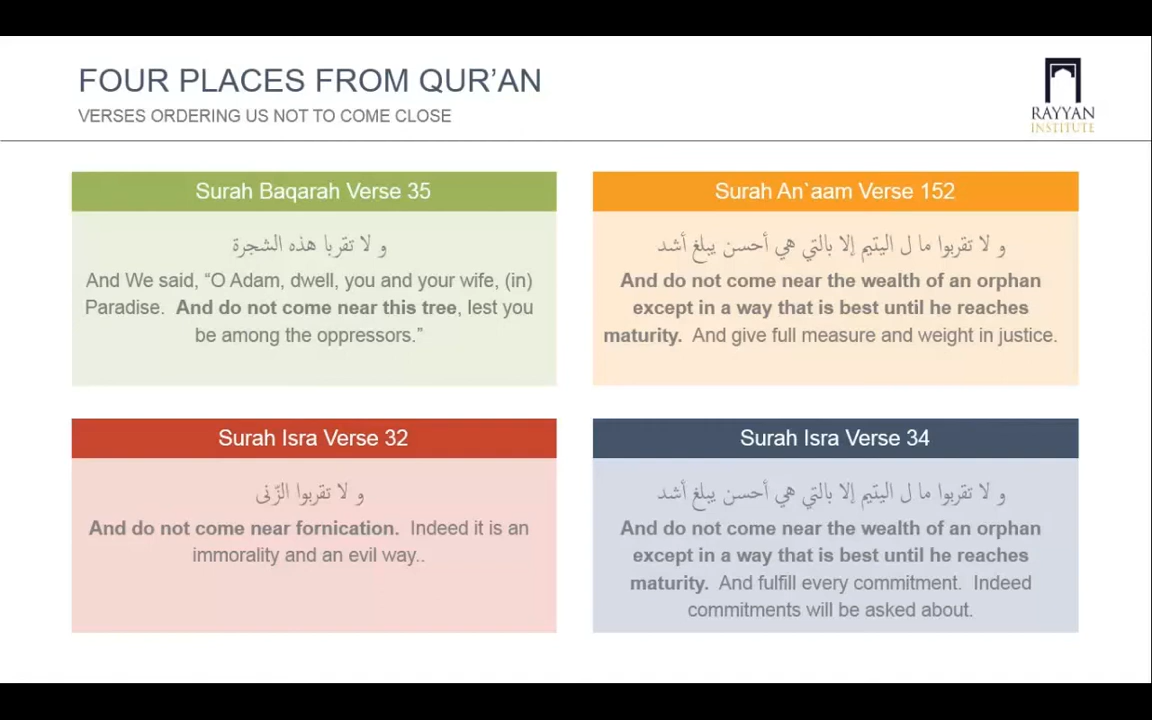 FOUR PLACES FROM QUR’AN
VERSES ORDERING US NOT TO COME CLOSE
RAYYAN
INSTITUTE
Surah Baqarah Verse 35
و لا تقربا هذه الشجرة
And We said, “O Adam, dwell, you and your wife, (in)
Paradise. And do not come near this tree, lest you
be among the oppressors.”
Surah An`aam Verse 152
و لا تقربوا ما ل اليتيم إلا بالتي هي أحسن يبلغ أشد
And do not come near the wealth of an orphan
except in a way that is best until he reaches
maturity. And give full measure and weight in justice.
Surah Isra Verse 32
و لا تقربوا الزّنى
And do not come near fornication. Indeed it is an
immorality and an evil way..
Surah Isra Verse 34
و لا تقربوا ما ل اليتيم إلا بالتي هي أحسن يبلغ أشد
And do not come near the wealth of an orphan
except in a way that is best until he reaches
maturity. And fulfill every commitment. Indeed
commitments will be asked about.